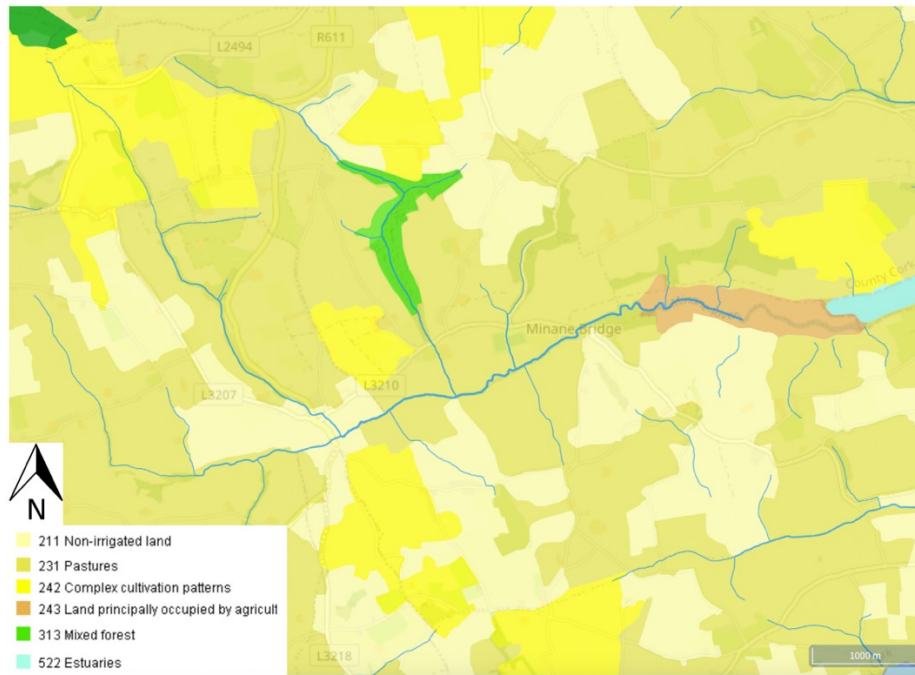 L2494
R611
County Cork
Minane Bridge
L3210
L3207
N
211 Non-irrigated land
231 Pastures
242 Complex cultivation patterns
243 Land principally occupied by agricult
313 Mixed forest
522 Estuaries
L3218
1000 m